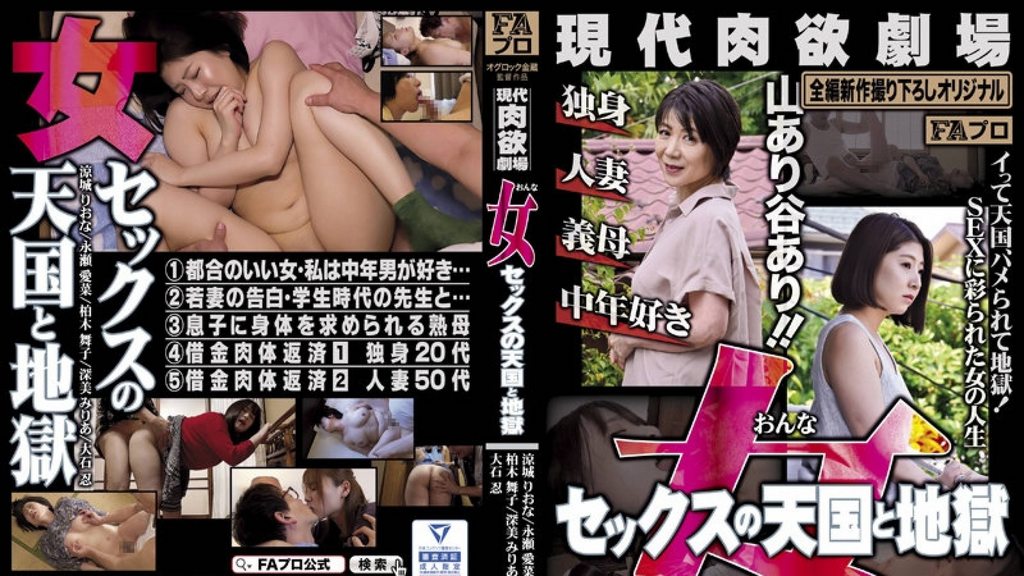 女
セックスの
天国と地獄
涼城 りおな/永瀬 愛菜/柏木 舞子/深美 みりあ/大石 忍
①都合のいい女・私は中年男が好き…
②若妻の告白・学生時代の先生と…
③息子に身体を求められる熟母
④借金肉体返済1 独身20代
⑤借金肉体返済2 人妻50代
FAプロ公式
検索
審査済証
成人指定
FA
プロ
オグロック金蔵
監督作品
現代
肉欲
劇場
おんな
女
セックスの天国と地獄
涼城 りおな/永瀬 愛菜
柏木 舞子/深美 みりあ
大石 忍
現代肉欲劇場
全編新作撮り下ろしオリジナル
FAプロ
独身
人妻
義母
中年好き
山あり谷あり!!
イって天国ハメられて地獄!
SEXに彩られた女の人生
おんな
女
セックスの天国と地獄